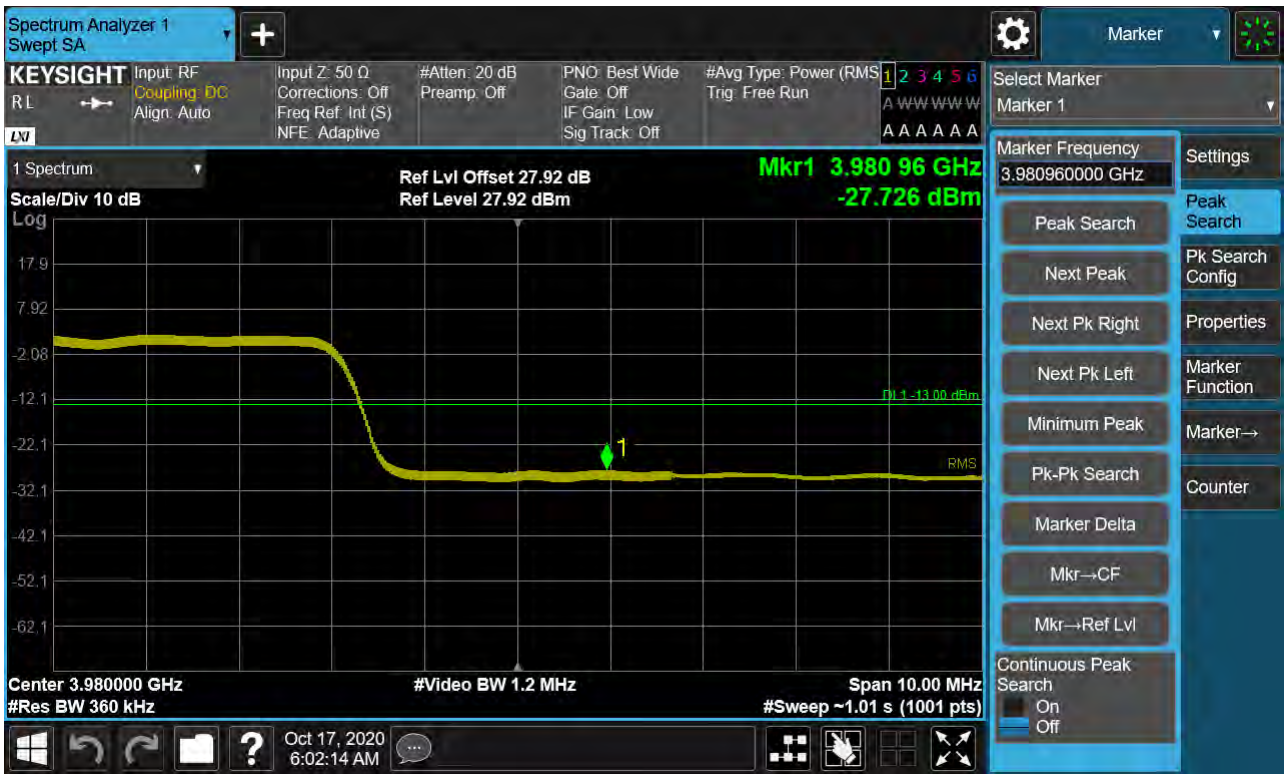 Spectrum Analyzer 1
Swept SA
Marker
KEYSIGHT
R L
LXI
Input: RF
Coupling: DC
Align: Auto
Input Z: 50 Ω
Corrections: Off
Freq Ref: Int (S)
NFE: Adaptive
#Atten: 20 dB
Preamp: Off
PNO: Best Wide
Gate: Off
IF Gain: Low
Sig Track: Off
#Avg Type: Power (RMS
Trig: Free Run
1 2 3 4 5 6
A W W W W W
A A A A A A
Select Marker
Marker 1
1 Spectrum
Scale/Div 10 dB
Log
Ref Lvl Offset 27.92 dB
Ref Level 27.92 dBm
Mkr1 3.980 96 GHz
-27.726 dBm
17.9
7.92
-2.08
-12.1
-22.1
-32.1
-42.1
-52.1
-62.1
DL1 -13.00 dBm
1
RMS
Center 3.980000 GHz
#Res BW 360 kHz
#Video BW 1.2 MHz
Span 10.00 MHz
#Sweep ~1.01 s (1001 pts)
Marker Frequency
3.980960000 GHz
Peak Search
Next Peak
Next Pk Right
Next Pk Left
Minimum Peak
Pk-Pk Search
Marker Delta
Mkr→CF
Mkr→Ref Lvl
Continuous Peak
Search
On
Off
Settings
Peak
Search
Pk Search
Config
Properties
Marker
Function
Marker→
Counter
Oct 17, 2020
6:02:14 AM